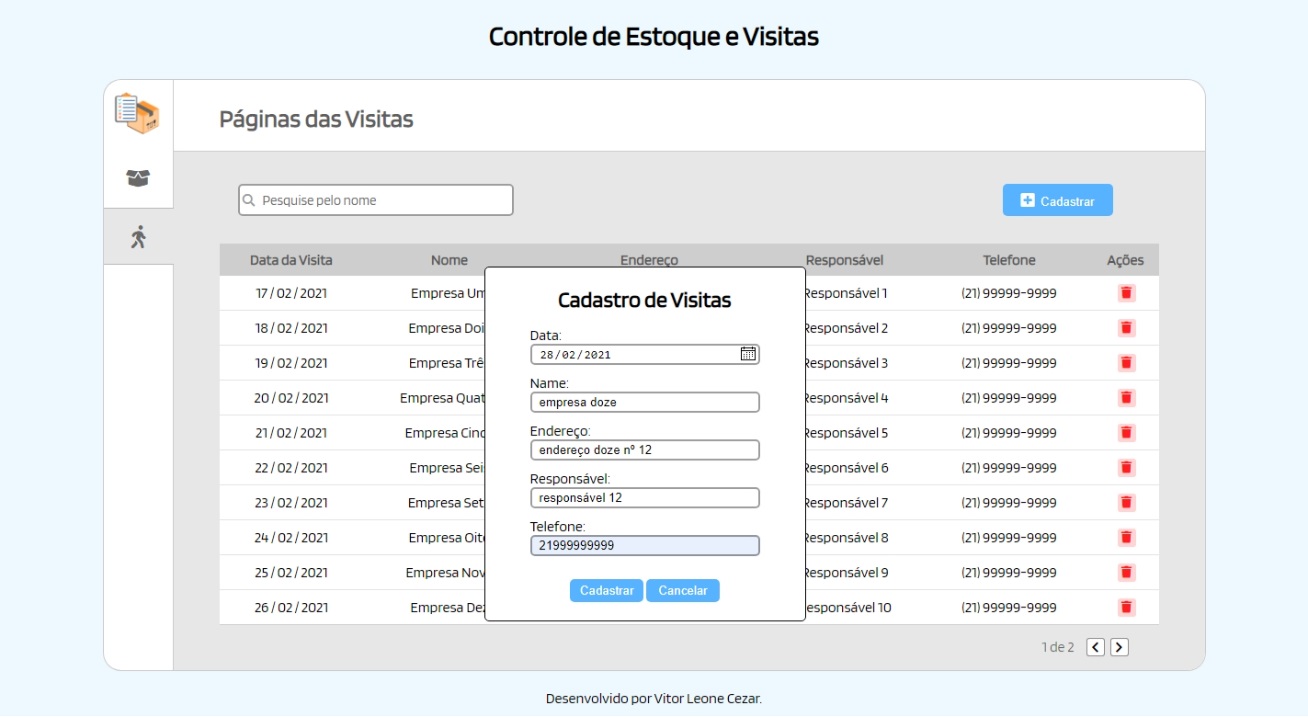 Controle de Estoque e Visitas
Páginas das Visitas
Pesquise pelo nome
Cadastrar
Data da Visita Nome Endereço Responsável Telefone Ações
17/02/2021 Empresa Um Responsável 1 (21) 99999-9999
18/02/2021 Empresa Doi Responsável 2 (21) 99999-9999
19/02/2021 Empresa Trê Responsável 3 (21) 99999-9999
20/02/2021 Empresa Quat Responsável 4 (21) 99999-9999
21/02/2021 Empresa Cinc Responsável 5 (21) 99999-9999
22/02/2021 Empresa Sei Responsável 6 (21) 99999-9999
23/02/2021 Empresa Set Responsável 7 (21) 99999-9999
24/02/2021 Empresa Oit Responsável 8 (21) 99999-9999
25/02/2021 Empresa Nov Responsável 9 (21) 99999-9999
26/02/2021 Empresa De esponsável 10 (21) 99999-9999
Cadastro de Visitas
Data:
28/02/2021
Name:
empresa doze
Endereço:
endereço doze nº 12
Responsável:
responsável 12
Telefone:
21999999999
Cadastrar Cancelar
1 de 2
Desenvolvido por Vitor Leone Cezar.